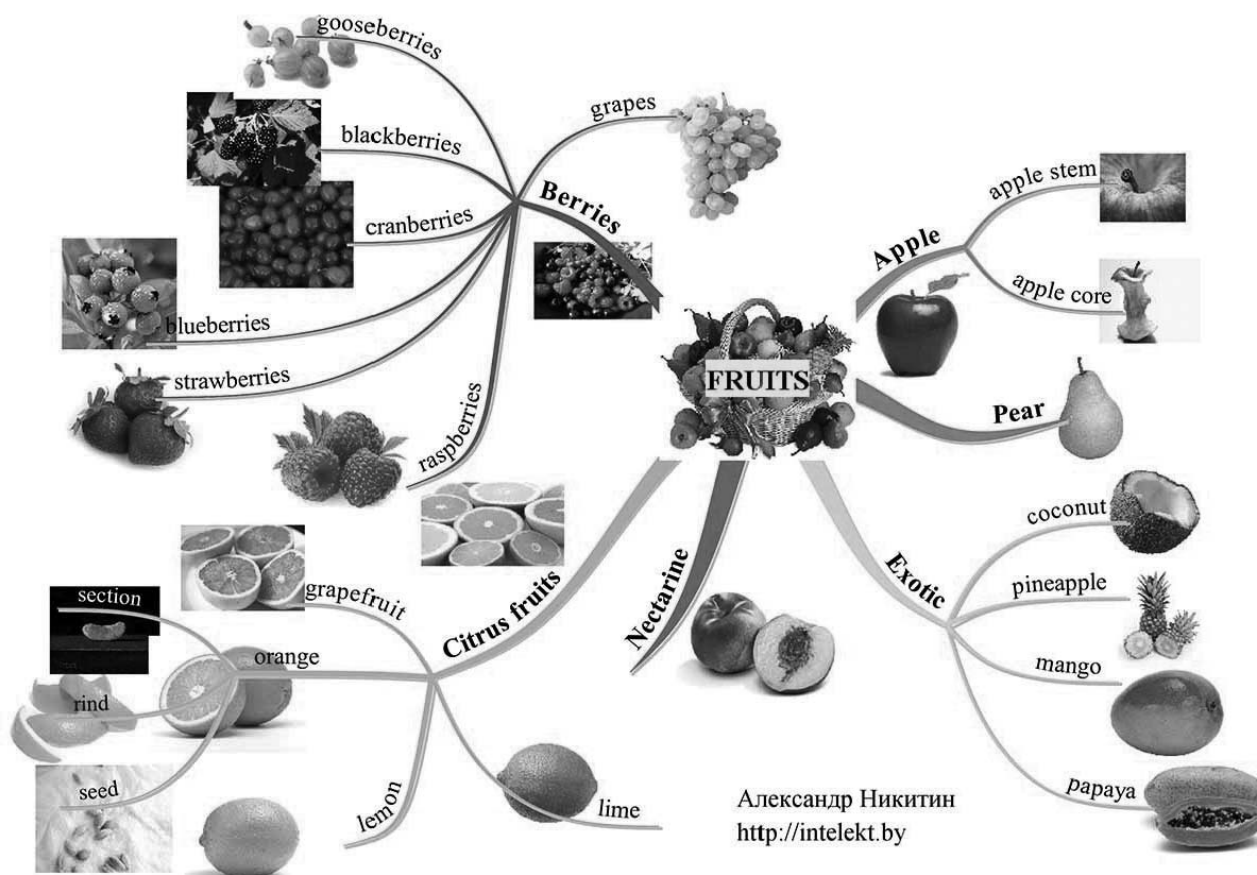 gooseberries
blackberries
cranberries
blueberries
strawberries
raspberries
grapes
Berries
FRUITS
Apple
apple stem
apple core
Pear
Exotic
coconut
pineapple
mango
papaya
Nectarine
Citrus fruits
grapefruit
orange
section
rind
seed
lemon
lime
Александр Никитин
http://intelekt.by